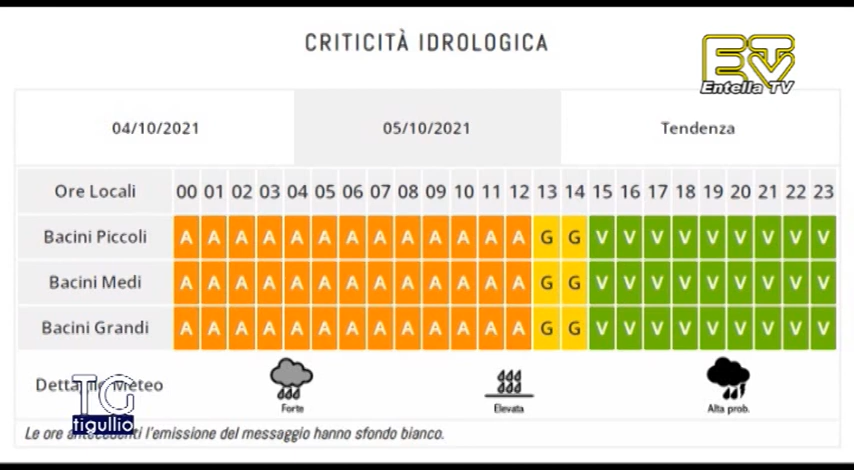 CRITICITÀ IDROLOGICA
ETV
Entella TV
04/10/2021 05/10/2021 Tendenza
Ore Locali 00 01 02 03 04 05 06 07 08 09 10 11 12 13 14 15 16 17 18 19 20 21 22 23
Bacini Piccoli A A A A A A A A A A A A A G G V V V V V V V V V
Bacini Medi A A A A A A A A A A A A A G G V V V V V V V V V
Bacini Grandi A A A A A A A A A A A A A G G V V V V V V V V V
Meteo
Forte Elevata Alta prob.
TG
tigullio
Le ore l'emissione del messaggio hanno sfondo bianco.